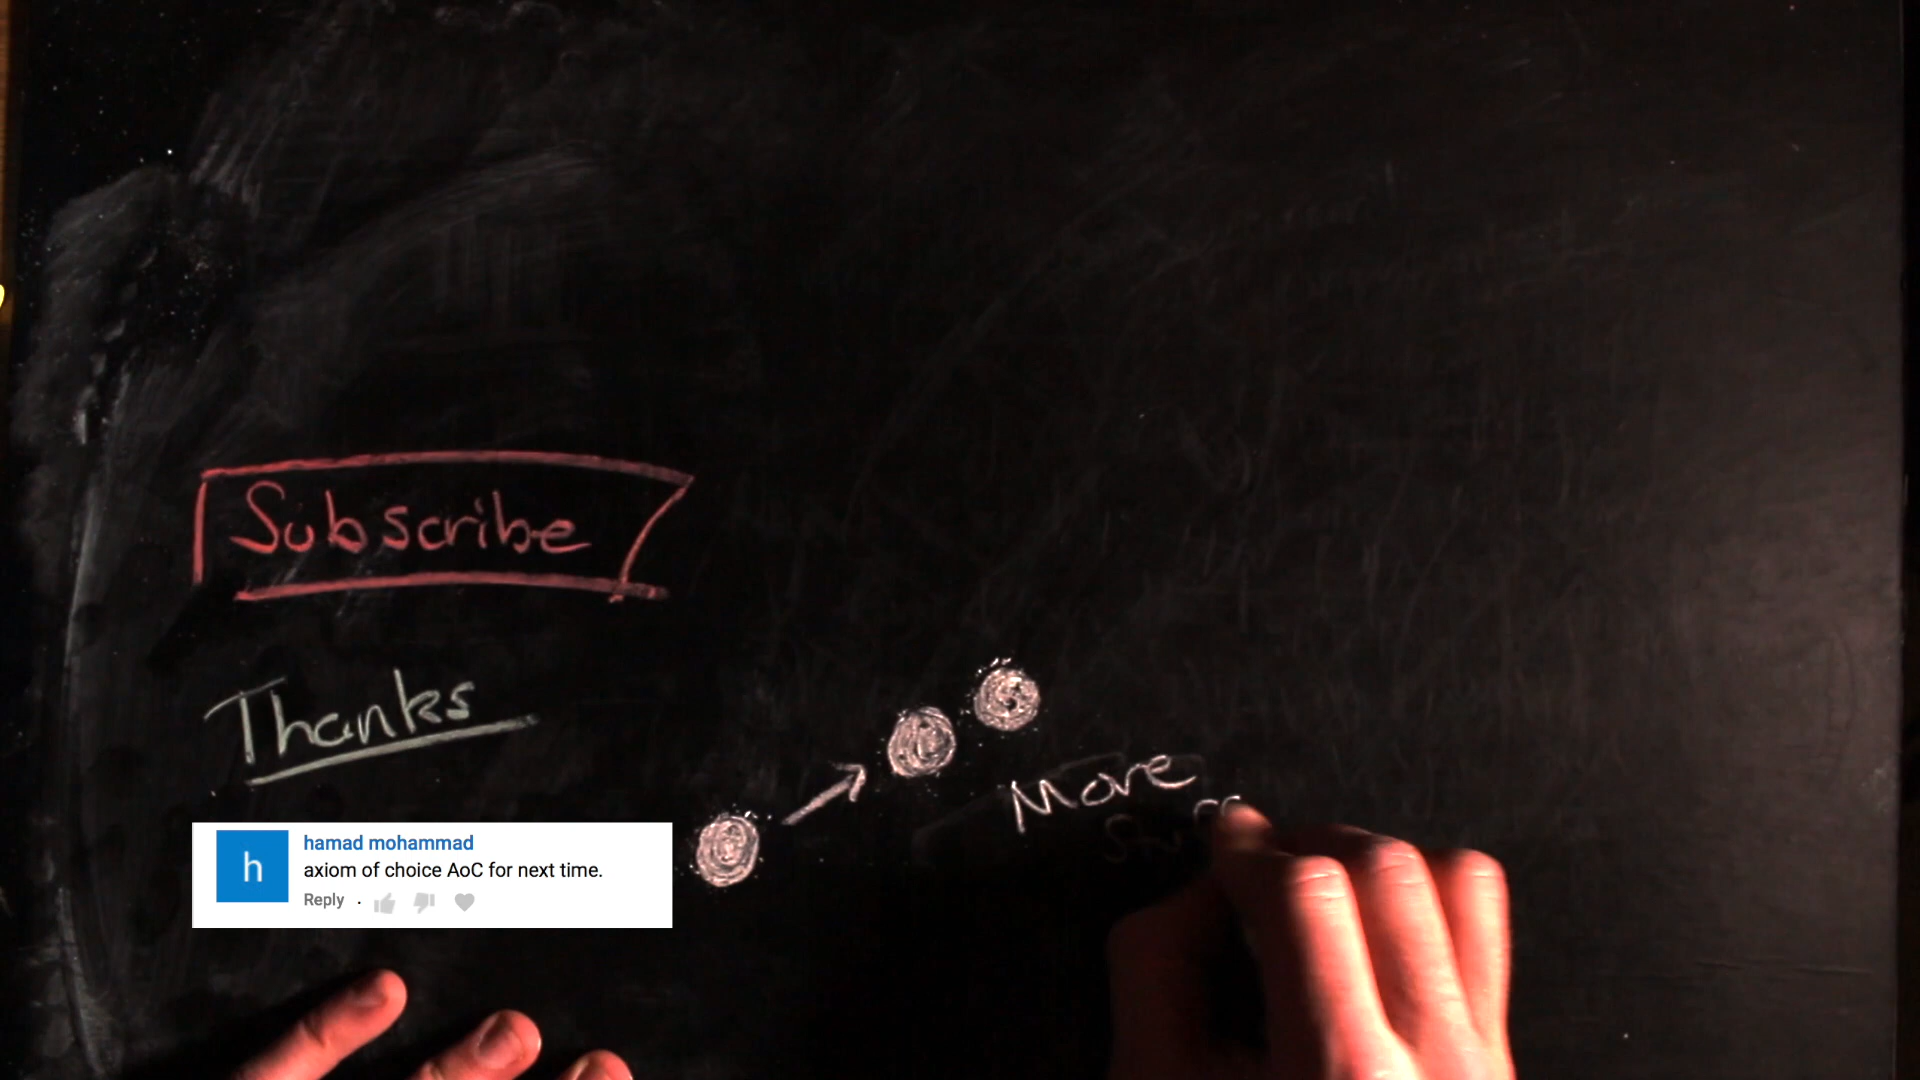 Subscribe
Thanks
More
h
hamad mohammad
axiom of choice AoC for next time.
Reply ·